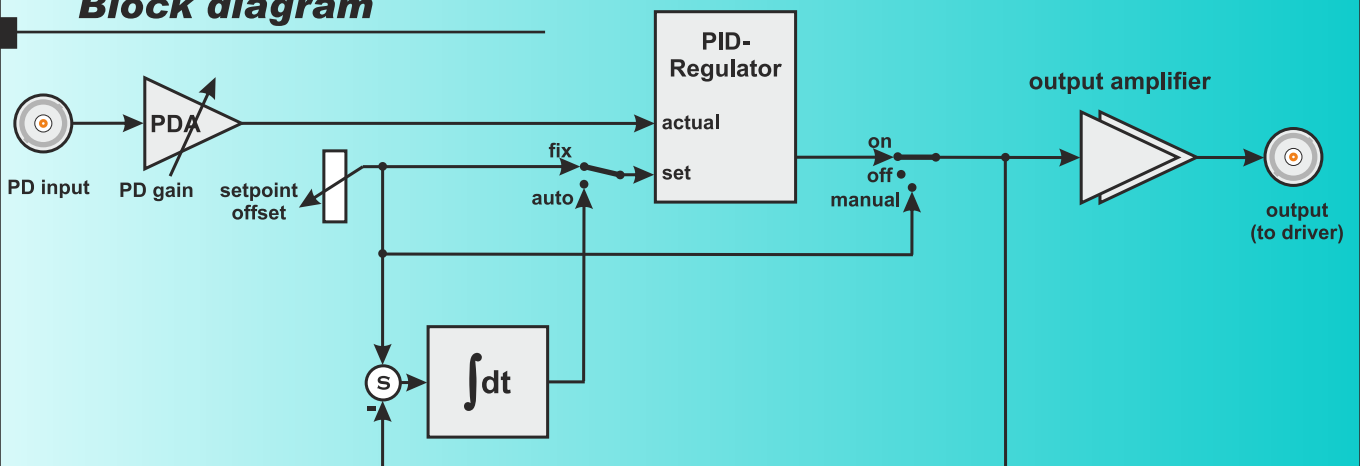 Block diagram
PID-
Regulator
output amplifier
PDA
actual
on
fix
set
off
PD input
PD gain
setpoint
offset
auto
manual
output
(to driver)
∫dt
S
-